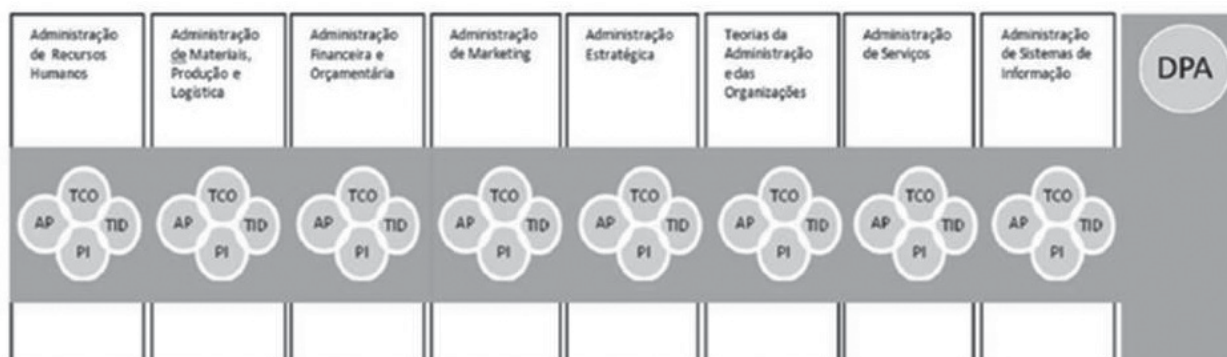 Administração
de Recursos
Humanos
Administração
de Materiais,
Produção e
Logística
Administração
Financeira e
Orçamentária
Administração
de Marketing
Administração
Estratégica
Teorias da
Administração
e das
Organizações
Administração
de Serviços
Administração
de Sistemas de
Informação
DPA
TCO
AP
TID
PI
TCO
AP
TID
PI
TCO
AP
TID
PI
TCO
AP
TID
PI
TCO
AP
TID
PI
TCO
AP
TID
PI
TCO
AP
TID
PI
TCO
AP
TID
PI